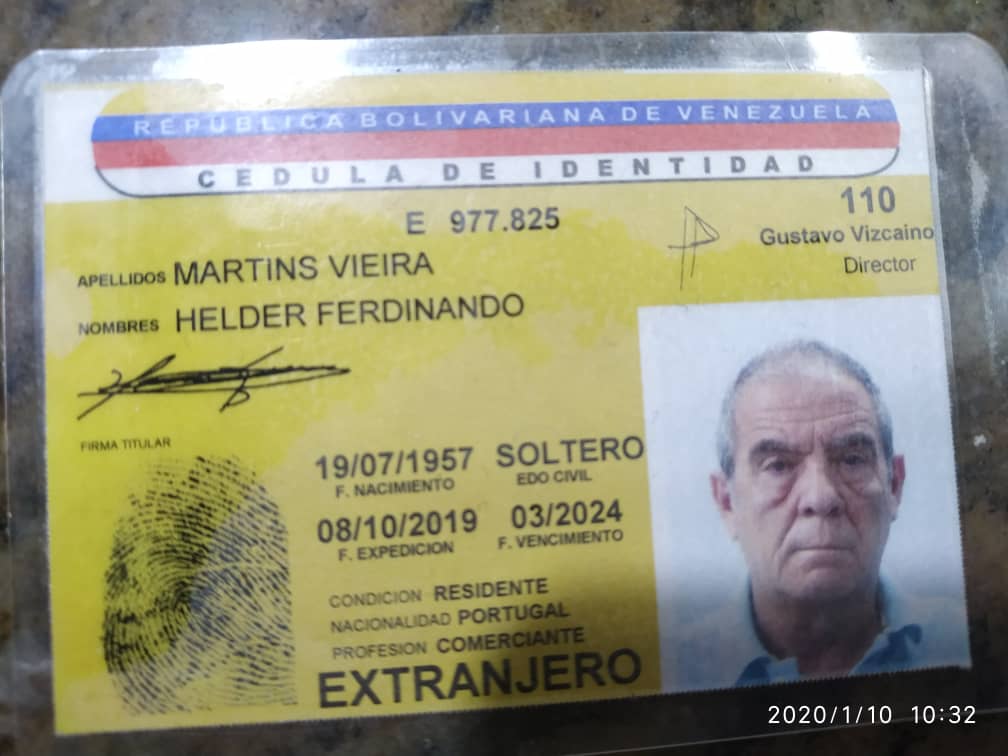 REPUBLICA BOLIVARIANA DE VENEZUELA
CEDULA DE IDENTIDAD
E 977.825
110
Gustavo Vizcaino
Director
APELLIDOS MARTINS VIEIRA
NOMBRES HELDER FERDINANDO
FIRMA TITULAR
19/07/1957 SOLTERO
F. NACIMIENTO EDO CIVIL
08/10/2019 03/2024
F. EXPEDICION F. VENCIMIENTO
CONDICION RESIDENTE
NACIONALIDAD PORTUGAL
PROFESION COMERCIANTE
EXTRANJERO
2020/1/10 10:32